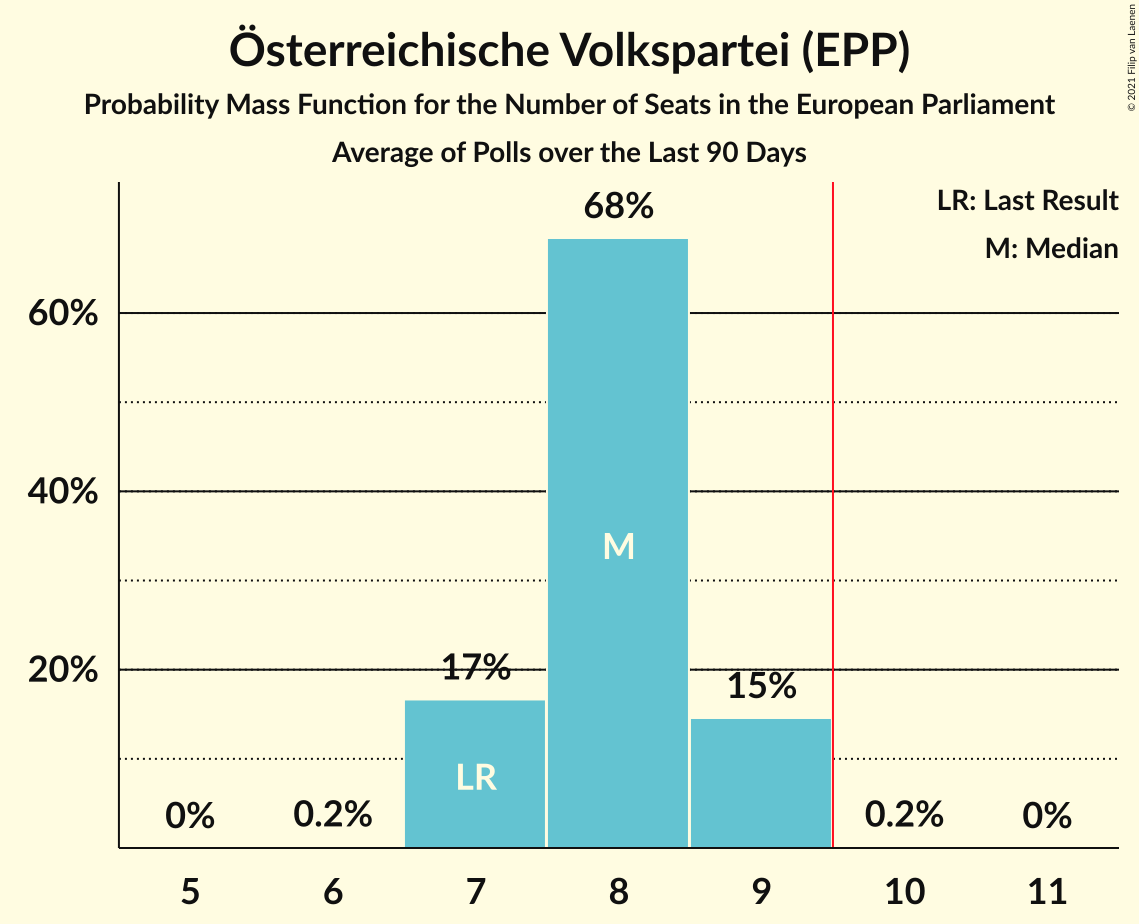 Österreichische Volkspartei (EPP)
Probability Mass Function for the Number of Seats in the European Parliament
Average of Polls over the Last 90 Days
© 2021 Filip van Laenen
LR: Last Result
M: Median
68%
60%
40%
M
20%
17%
15%
LR
0%
0.2%
0.2%
0%
5
6
7
8
9
10
11